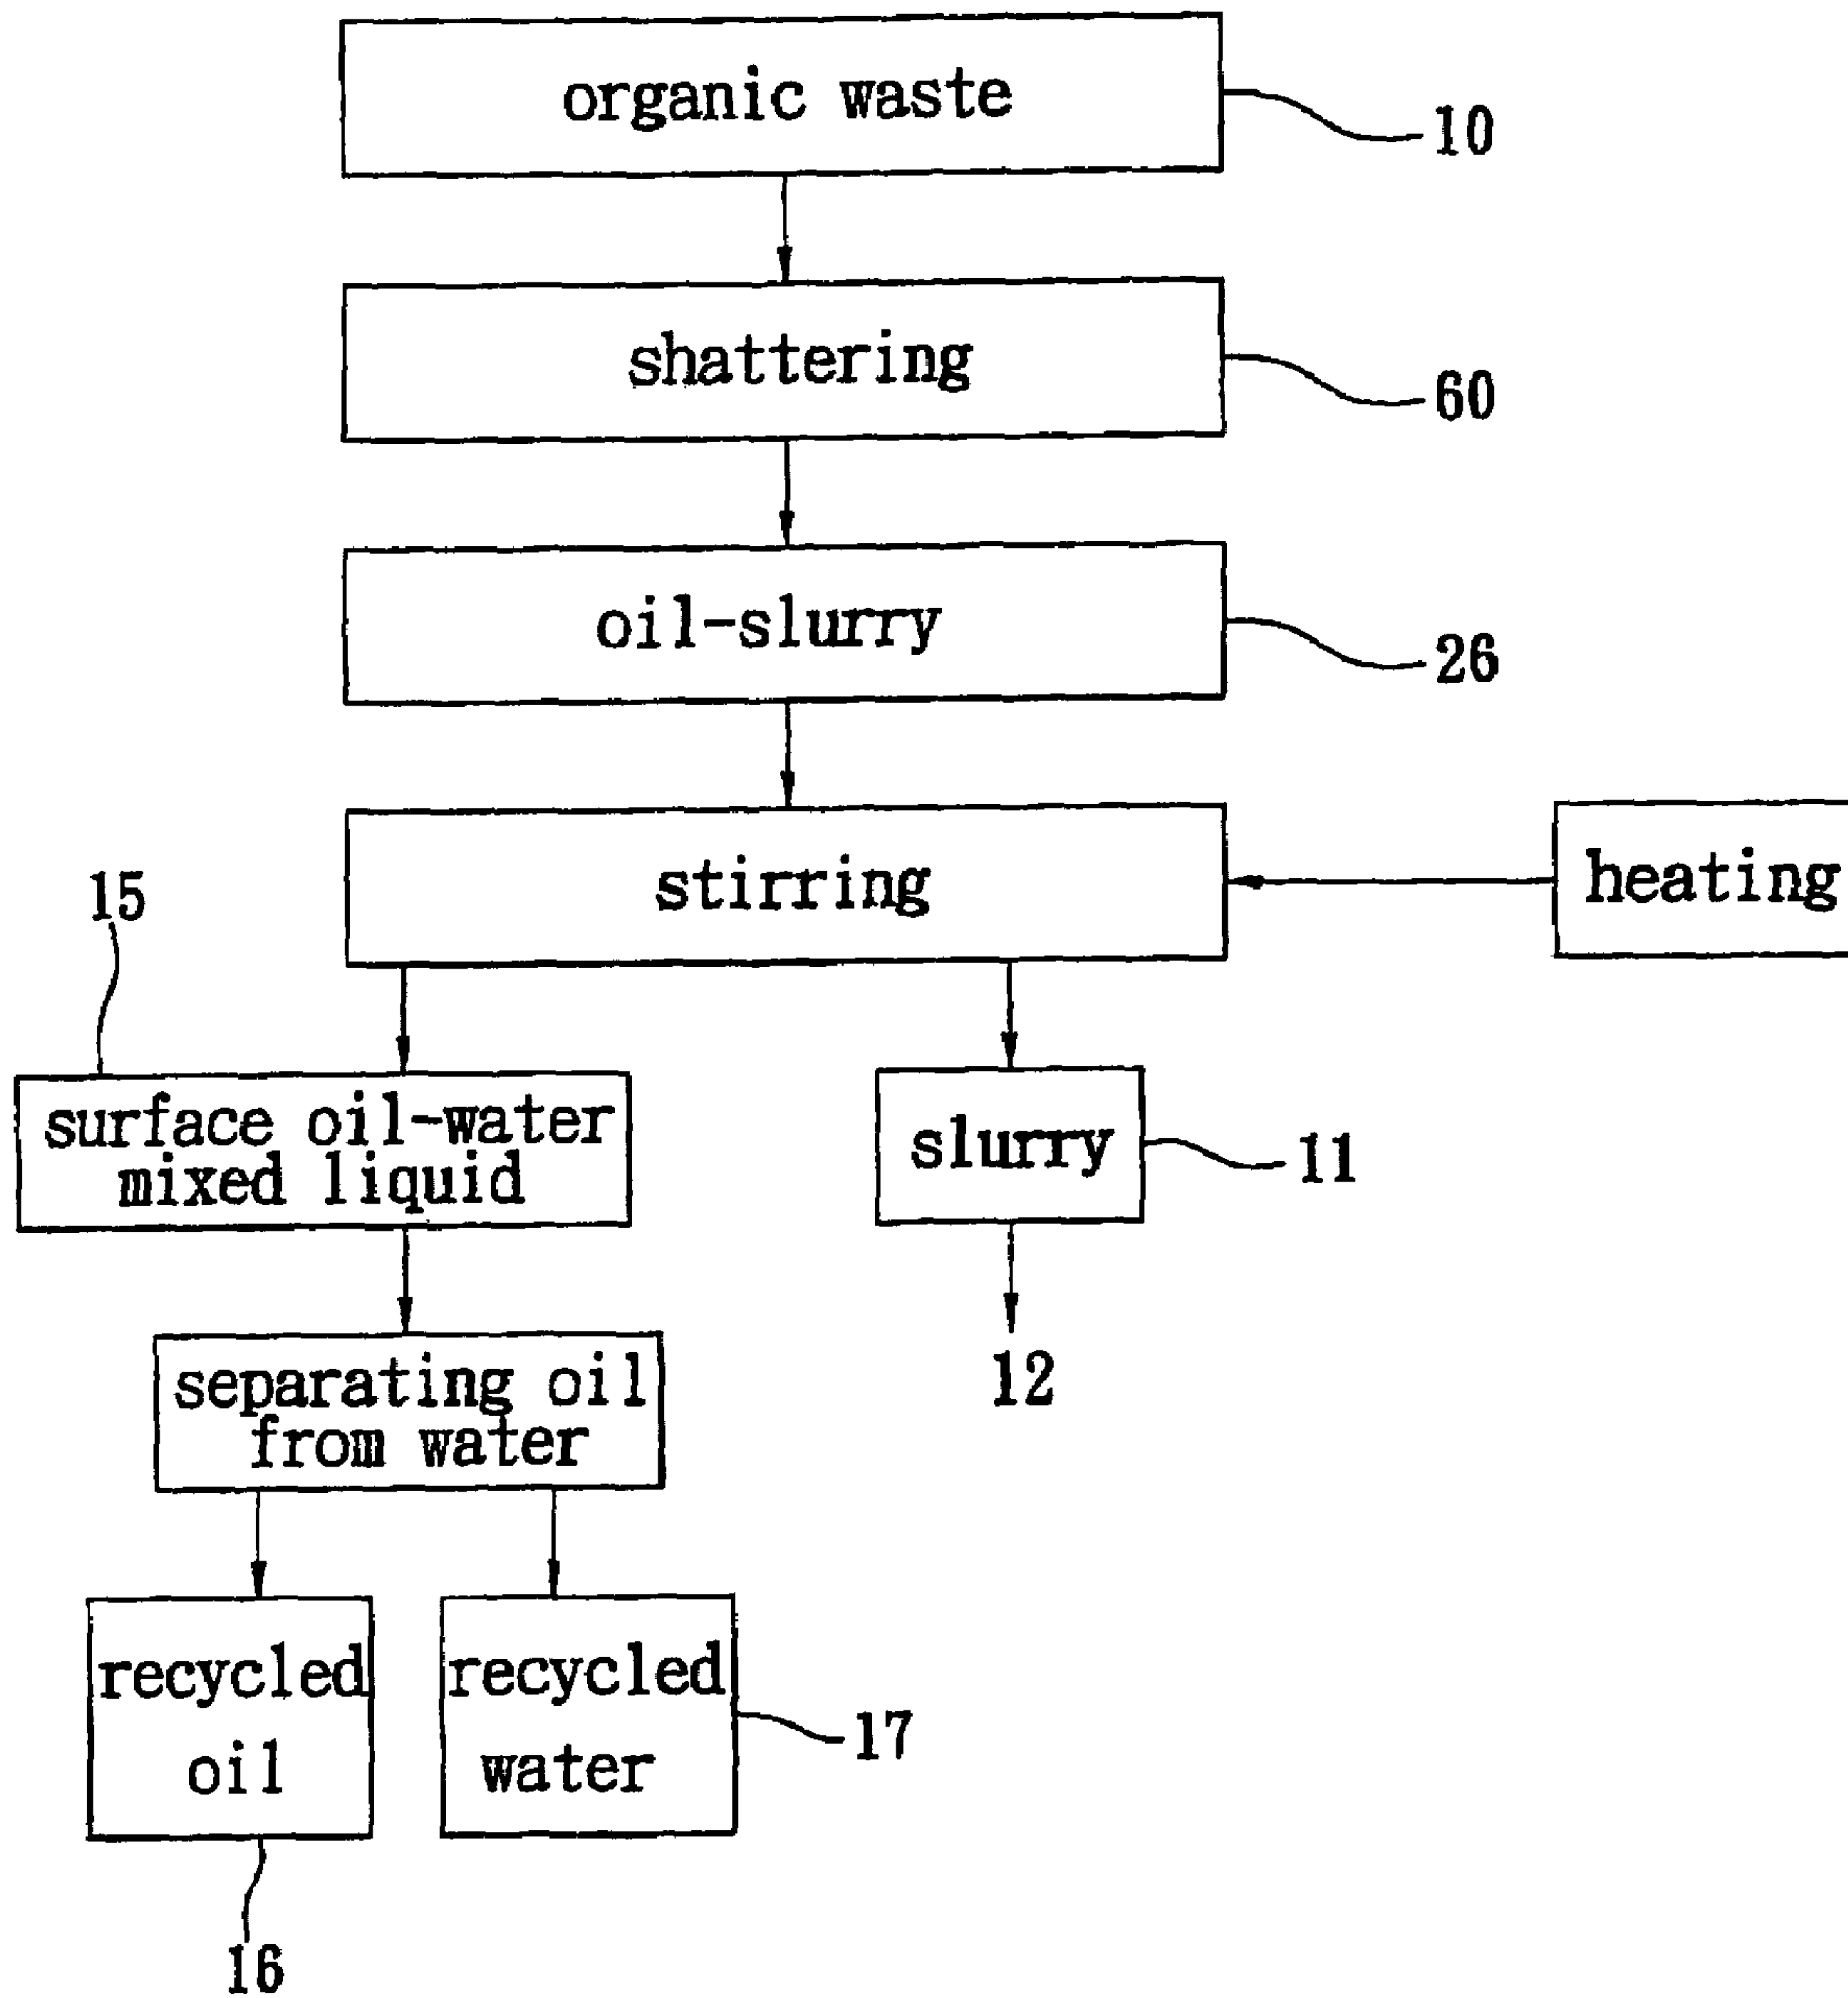 organic waste
10
shattering
60
oil-slurry
26
stirring
heating
15
surface oil-water
mixed liquid
slurry
11
12
separating oil
from water
recycled
oil
recycled
water
17
16